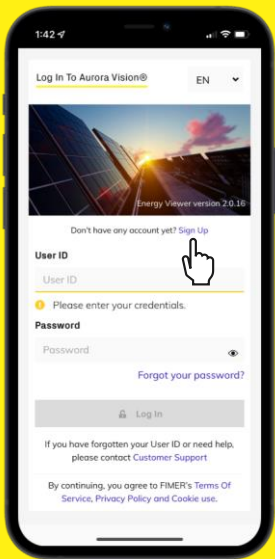 1:42
Log In To Aurora Vision®
EN
Energy Viewer version 2.0.16
Don't have any account yet? Sign Up
User ID
User ID
Please enter your credentials.
Password
Password
Forgot your password?
Log In
If you have forgotten your User ID or need help,
please contact Customer Support
By continuing, you agree to FIMER's Terms Of
Service, Privacy Policy and Cookie use.